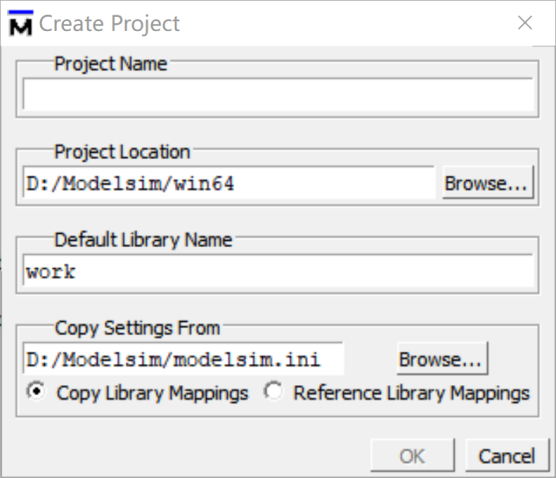 M Create Project
Project Name
Project Location
D:/Modelsim/win64 Browse...
Default Library Name
work
Copy Settings From
D:/Modelsim/modelsim.ini Browse...
Copy Library Mappings Reference Library Mappings
OK Cancel